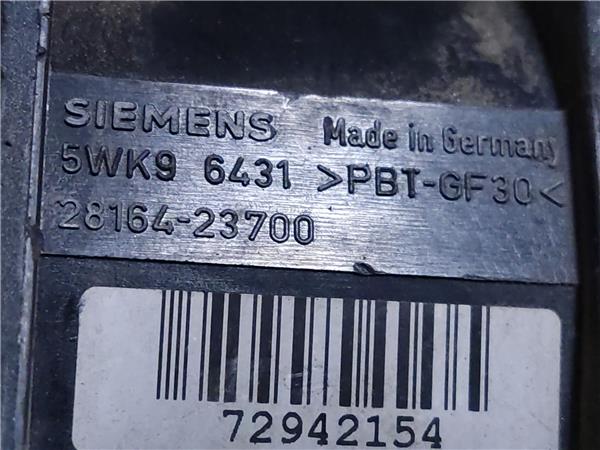 SIEMENS Made in Germany
5WK9 6431 >PBT-GF30<
28164-23700
72942154